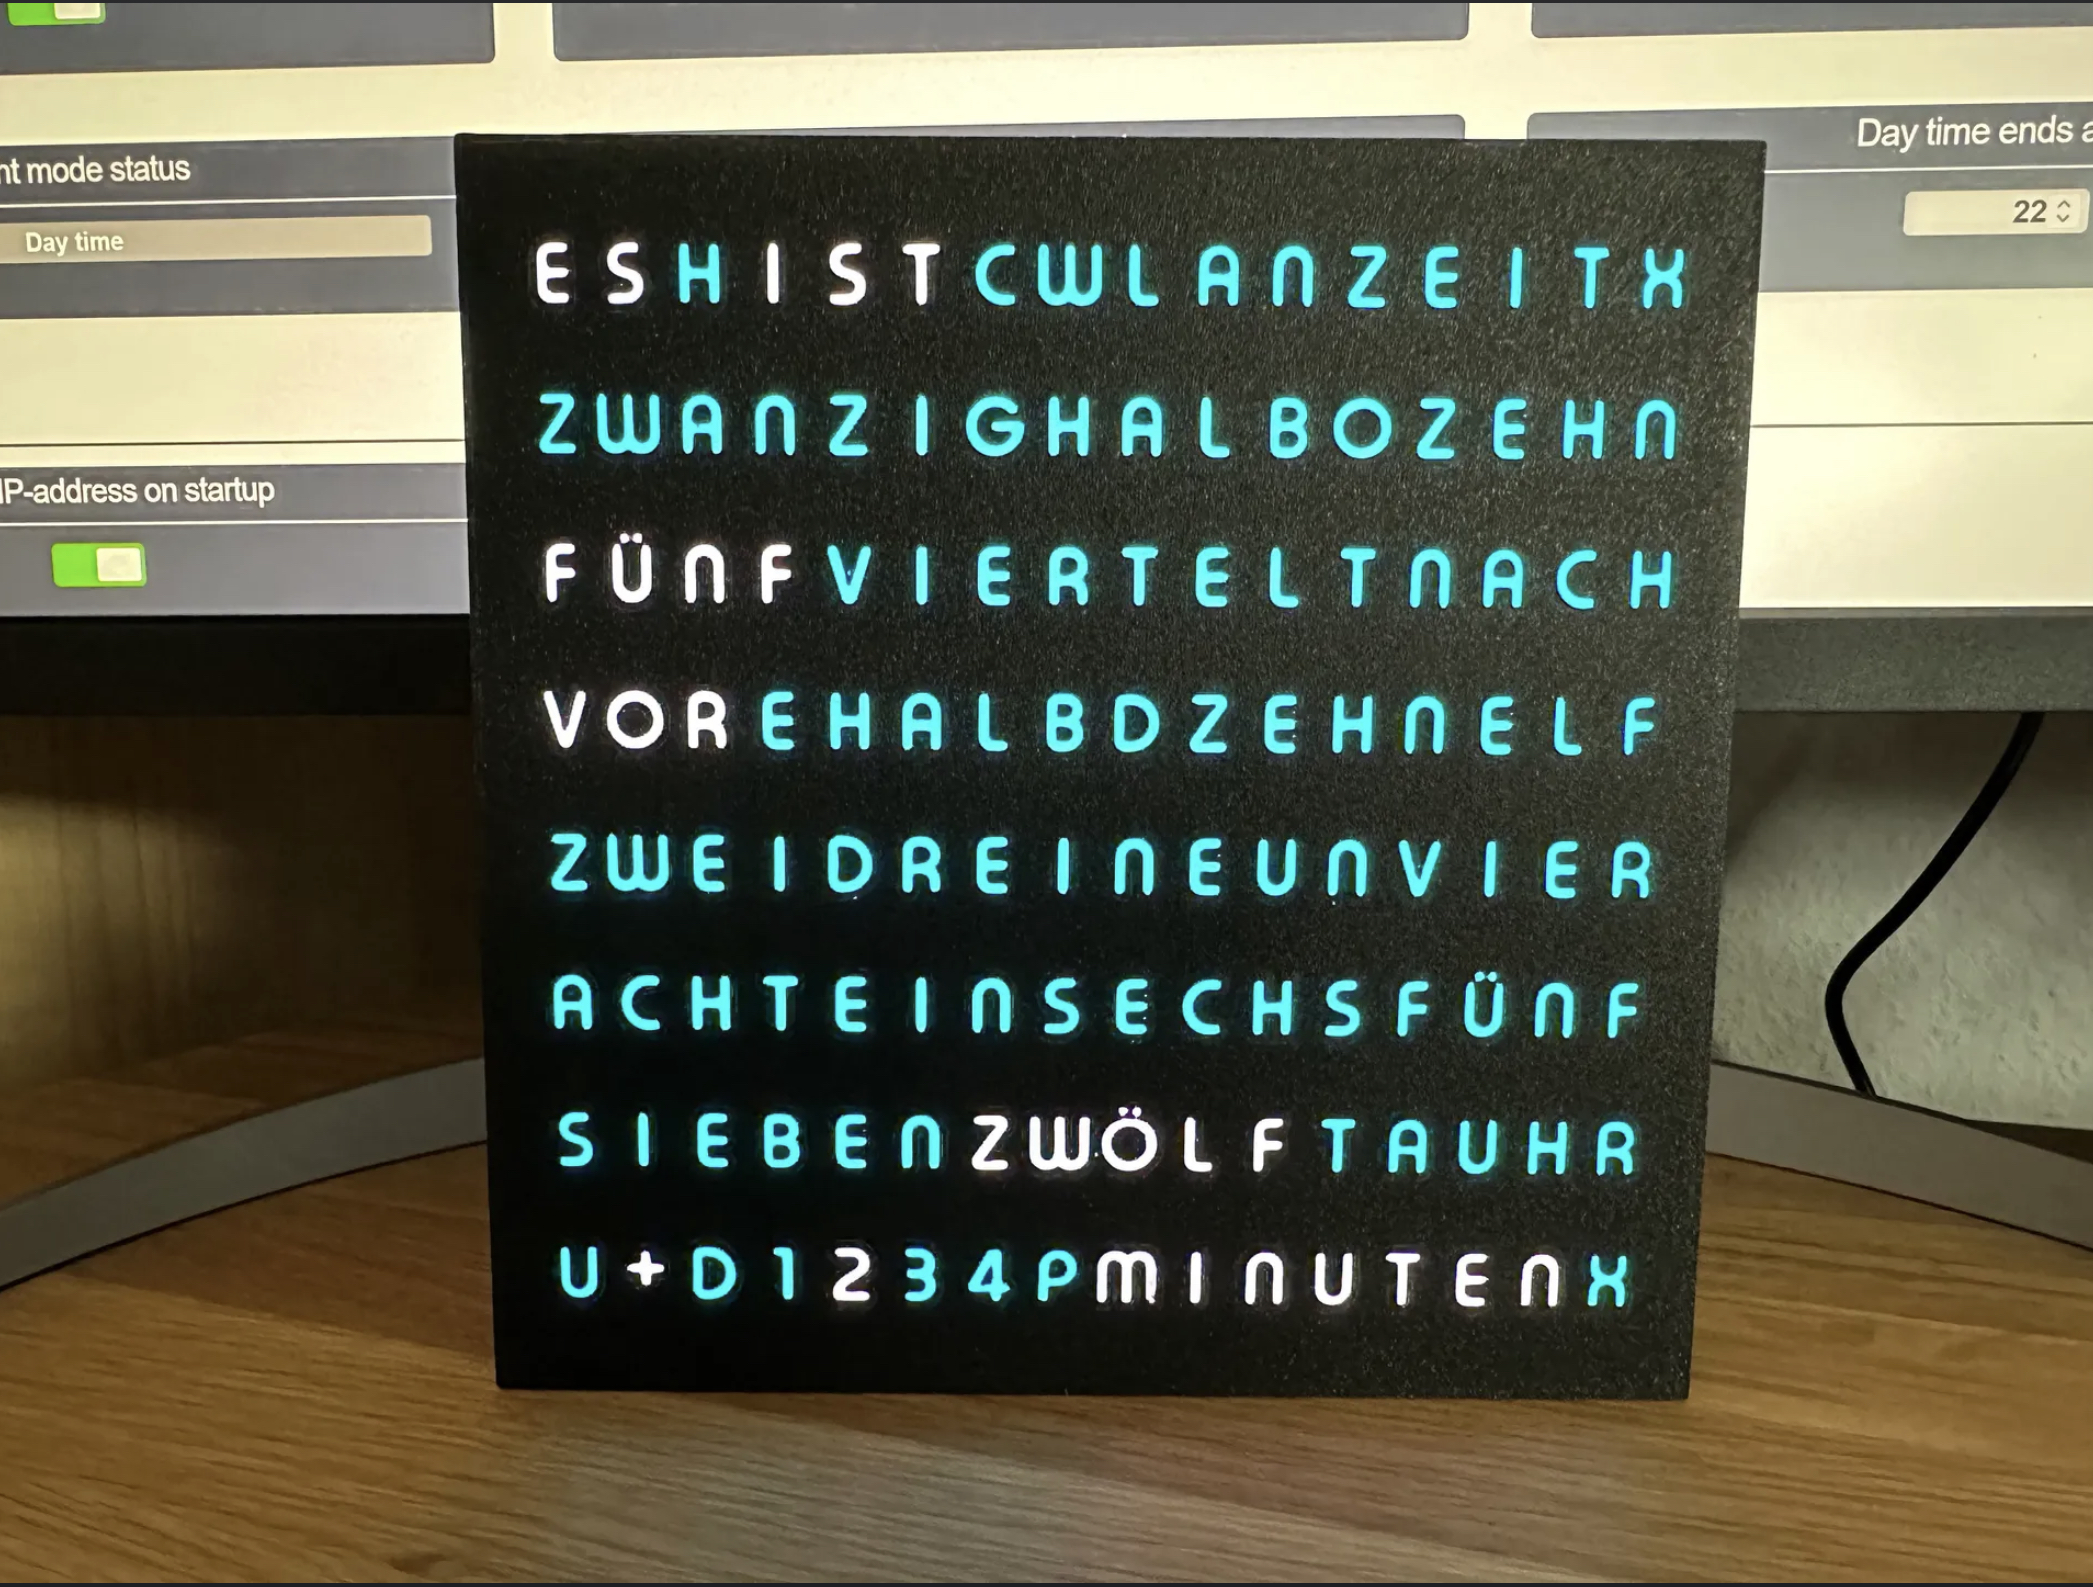 nt mode status
Day time ends a
22
Day time
IP-address on startup
ESHISTCWLANZEITX
ZWANZIGHALBOZEHN
FÜNFVIERTELTNACH
VOREHALBDZEHNELF
ZWEIDREINEUNVIER
ACHTEINSECHSFÜNF
SIEBENZWÖLFTAUHR
U+D1234PMINUTENX